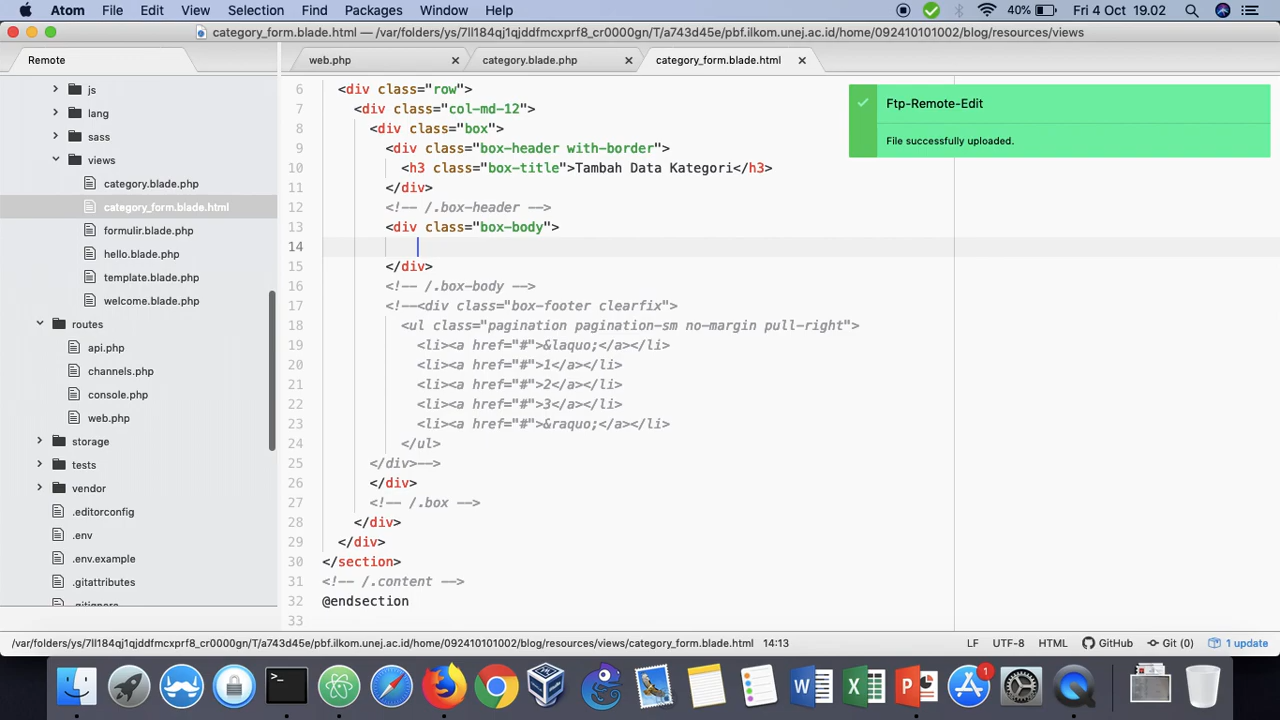 Atom File Edit View Selection Find Packages Window Help 40% Fri 4 Oct 19.02
category_form.blade.html — /var/folders/ys/7ll184qj1qjddfmcxprf8_cr0000gn/T/a743d45e/pbf.ilkom.unej.ac.id/home/092410101002/blog/resources/views
Remote web.php category.blade.php category_form.blade.html
js
lang
sass
views
category.blade.php
category_form.blade.html
formulir.blade.php
hello.blade.php
template.blade.php
welcome.blade.php
routes
api.php
channels.php
console.php
web.php
storage
tests
vendor
.editorconfig
.env
.env.example
.gitattributes
.gitignore
6 <div class="row">
7 <div class="col-md-12">
8 <div class="box">
9 <div class="box-header with-border">
10 <h3 class="box-title">Tambah Data Kategori</h3>
11 </div>
12 <!-- /.box-header -->
13 <div class="box-body">
14
15 </div>
16 <!-- /.box-body -->
17 <!--<div class="box-footer clearfix">
18 <ul class="pagination pagination-sm no-margin pull-right">
19 <li><a href="#">&laquo;</a></li>
20 <li><a href="#">1</a></li>
21 <li><a href="#">2</a></li>
22 <li><a href="#">3</a></li>
23 <li><a href="#">&raquo;</a></li>
24 </ul>
25 </div>-->
26 </div>
27 <!-- /.box -->
28 </div>
29 </div>
30 </section>
31 <!-- /.content -->
32 @endsection
33
Ftp-Remote-Edit
File successfully uploaded.
/var/folders/ys/7ll184qj1qjddfmcxprf8_cr0000gn/T/a743d45e/pbf.ilkom.unej.ac.id/home/092410101002/blog/resources/views/category_form.blade.html 14:13 LF UTF-8 HTML GitHub Git (0) 1 update
1